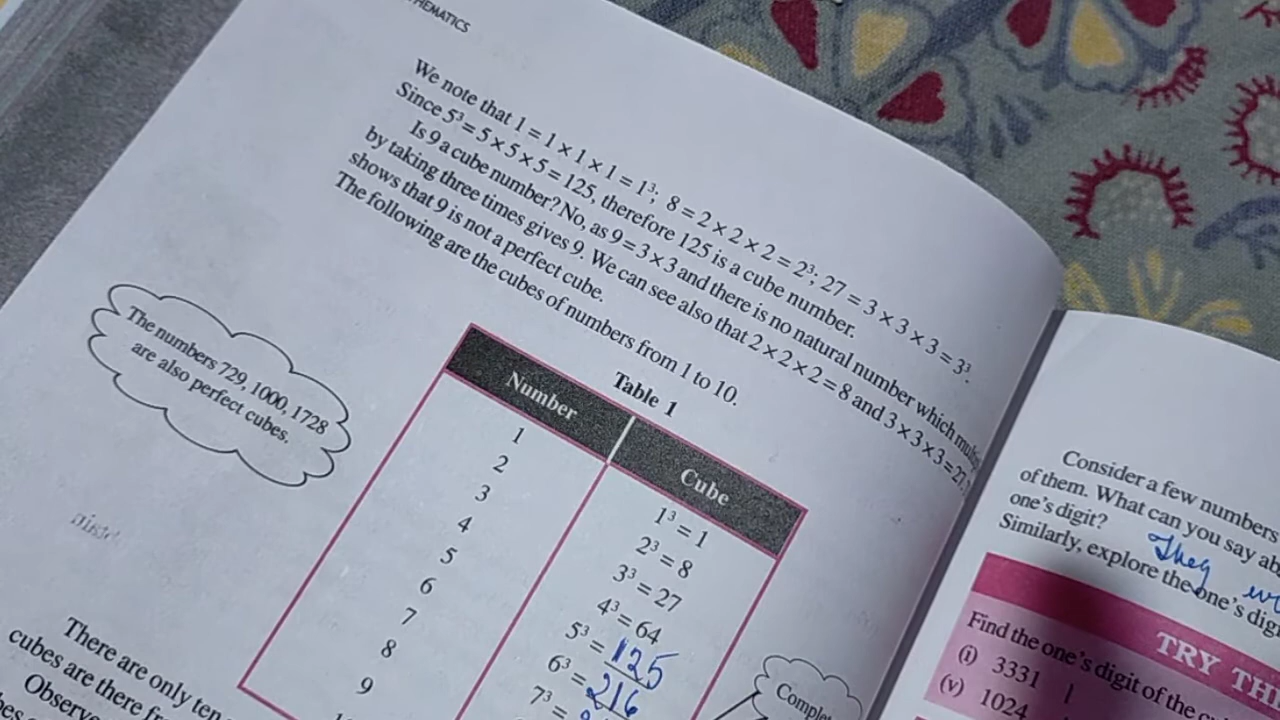 We note that 1 = 1 × 1 × 1 = 1³; 8 = 2 × 2 × 2 = 2³; 27 = 3 × 3 × 3 = 3³.
Since 5³ = 5 × 5 × 5 = 125, therefore 125 is a cube number.
Is 9 a cube number? No, as 9 = 3 × 3 and there is no natural number which
by taking three times gives 9. We can see also that 2 × 2 × 2 = 8 and 3 × 3 × 3 = 27.
shows that 9 is not a perfect cube.
The following are the cubes of numbers from 1 to 10.
The numbers 729, 1000, 1728
are also perfect cubes.
Table 1
Number Cube
1 1³ = 1
2 2³ = 8
3 3³ = 27
4 4³ = 64
5 5³ = 125
6 6³ = 216
7 7³ =
8
9
There are only ten
cubes are there
Consider a few numbers
of them. What can you say
one's digit? They
Similarly, explore the one's
TRY
Find the one's digit of the
(i) 3331 1
(v) 1024